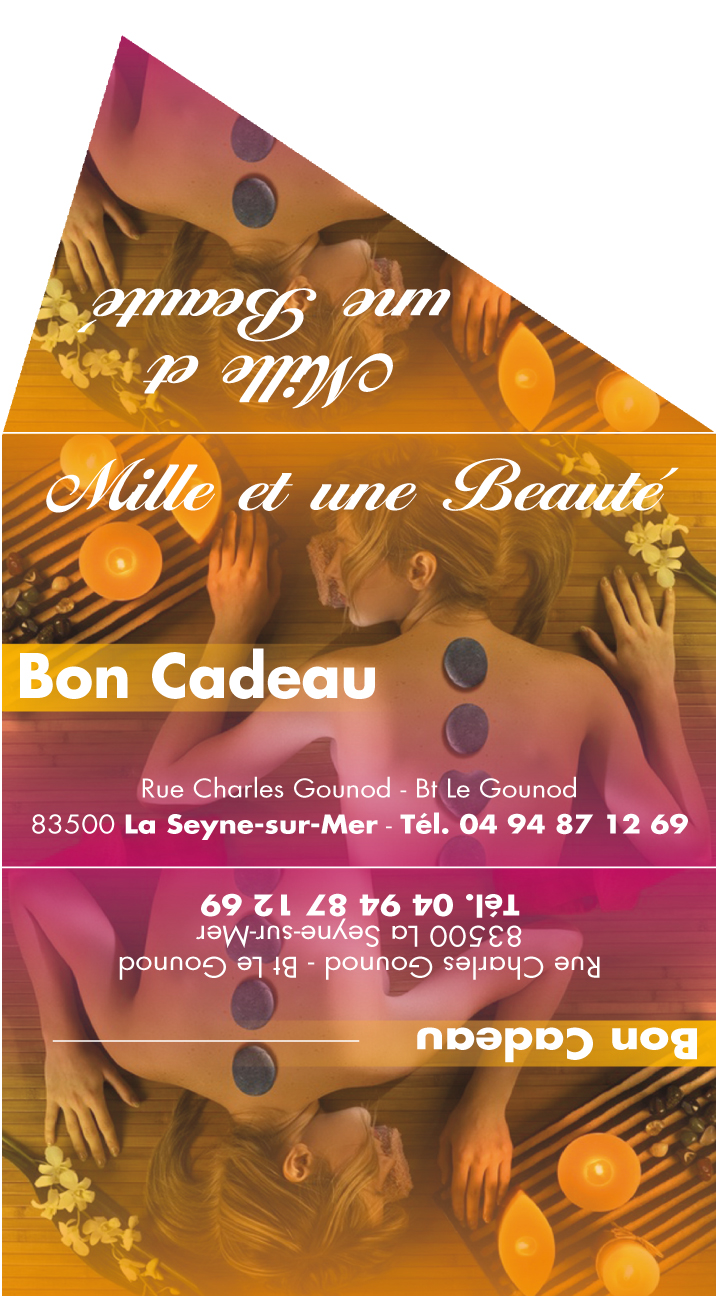 Mille et
une Beauté
Mille et une Beauté
Bon Cadeau
Rue Charles Gounod - Bt Le Gounod
83500 La Seyne-sur-Mer - Tél. 04 94 87 12 69
Bon Cadeau
Rue Charles Gounod - Bt Le Gounod
83500 La Seyne-sur-Mer
Tél. 04 94 87 12 69